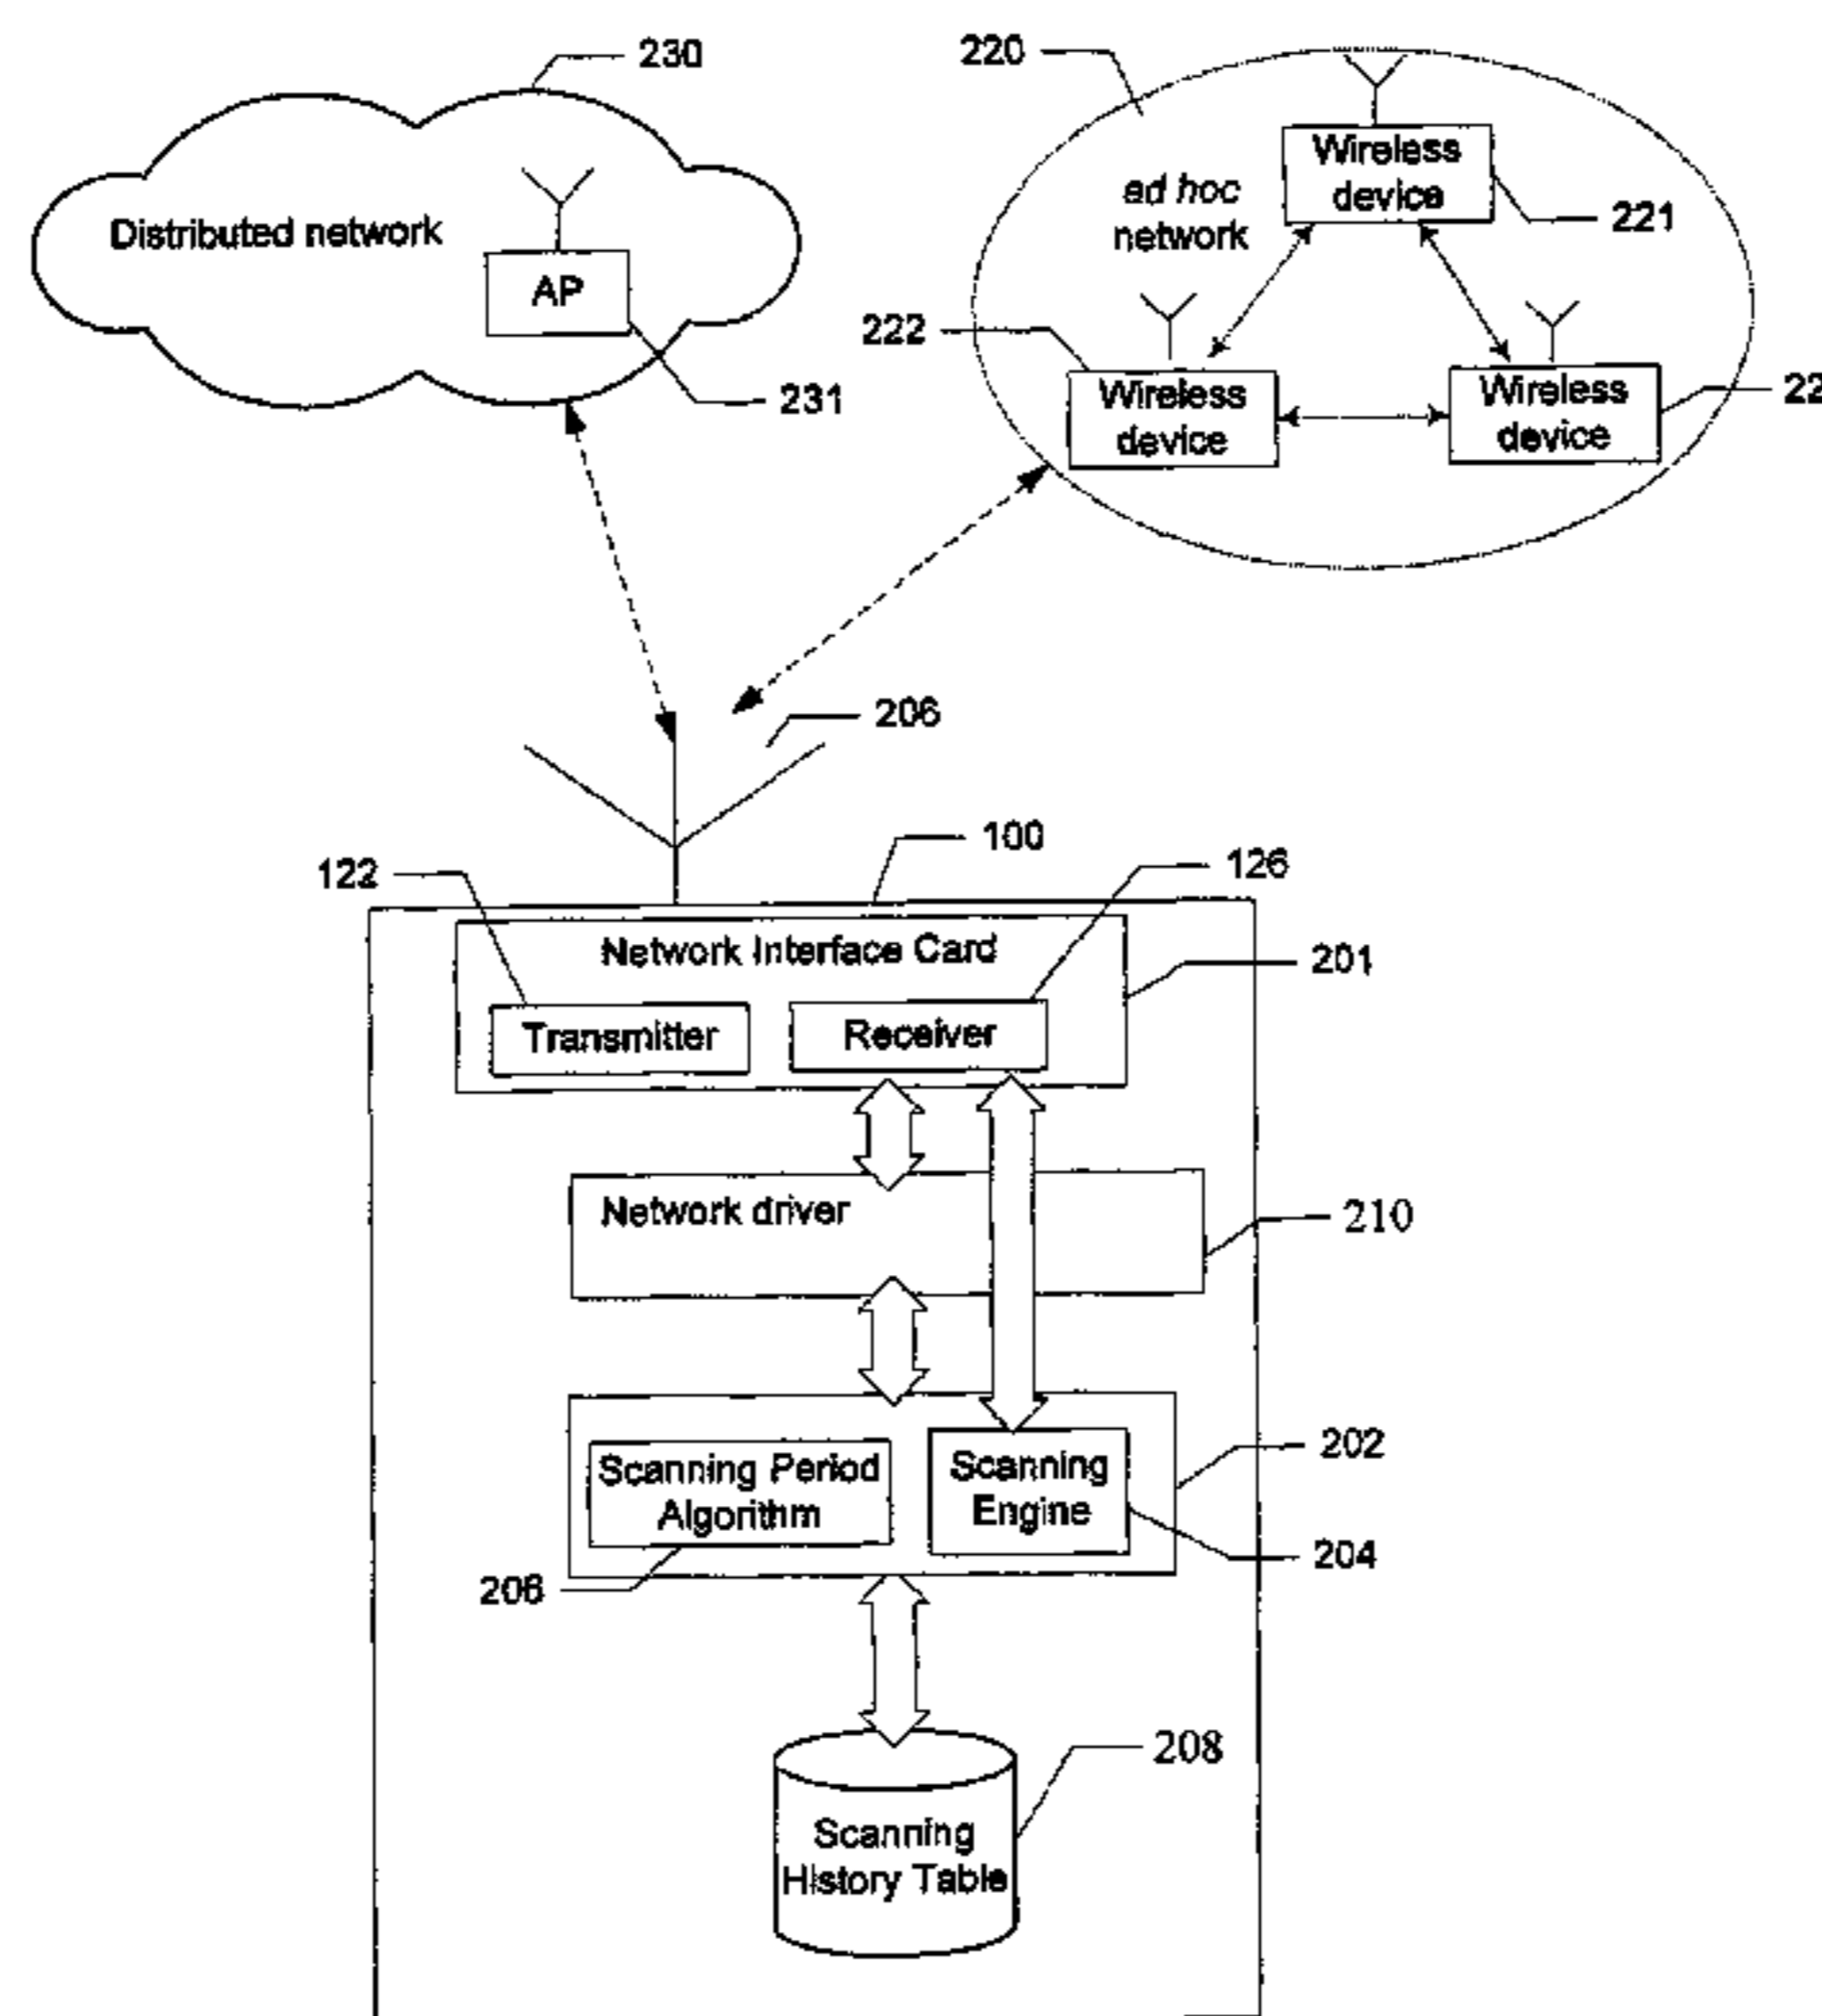 230
220
Wireless
device
ad hoc
network
221
Distributed network
AP
222
231
Wireless
device
Wireless
device
22
206
100
122
126
Network Interface Card
201
Transmitter
Receiver
Network driver
210
Scanning Period
Algorithm
Scanning
Engine
202
204
206
208
Scanning
History Table